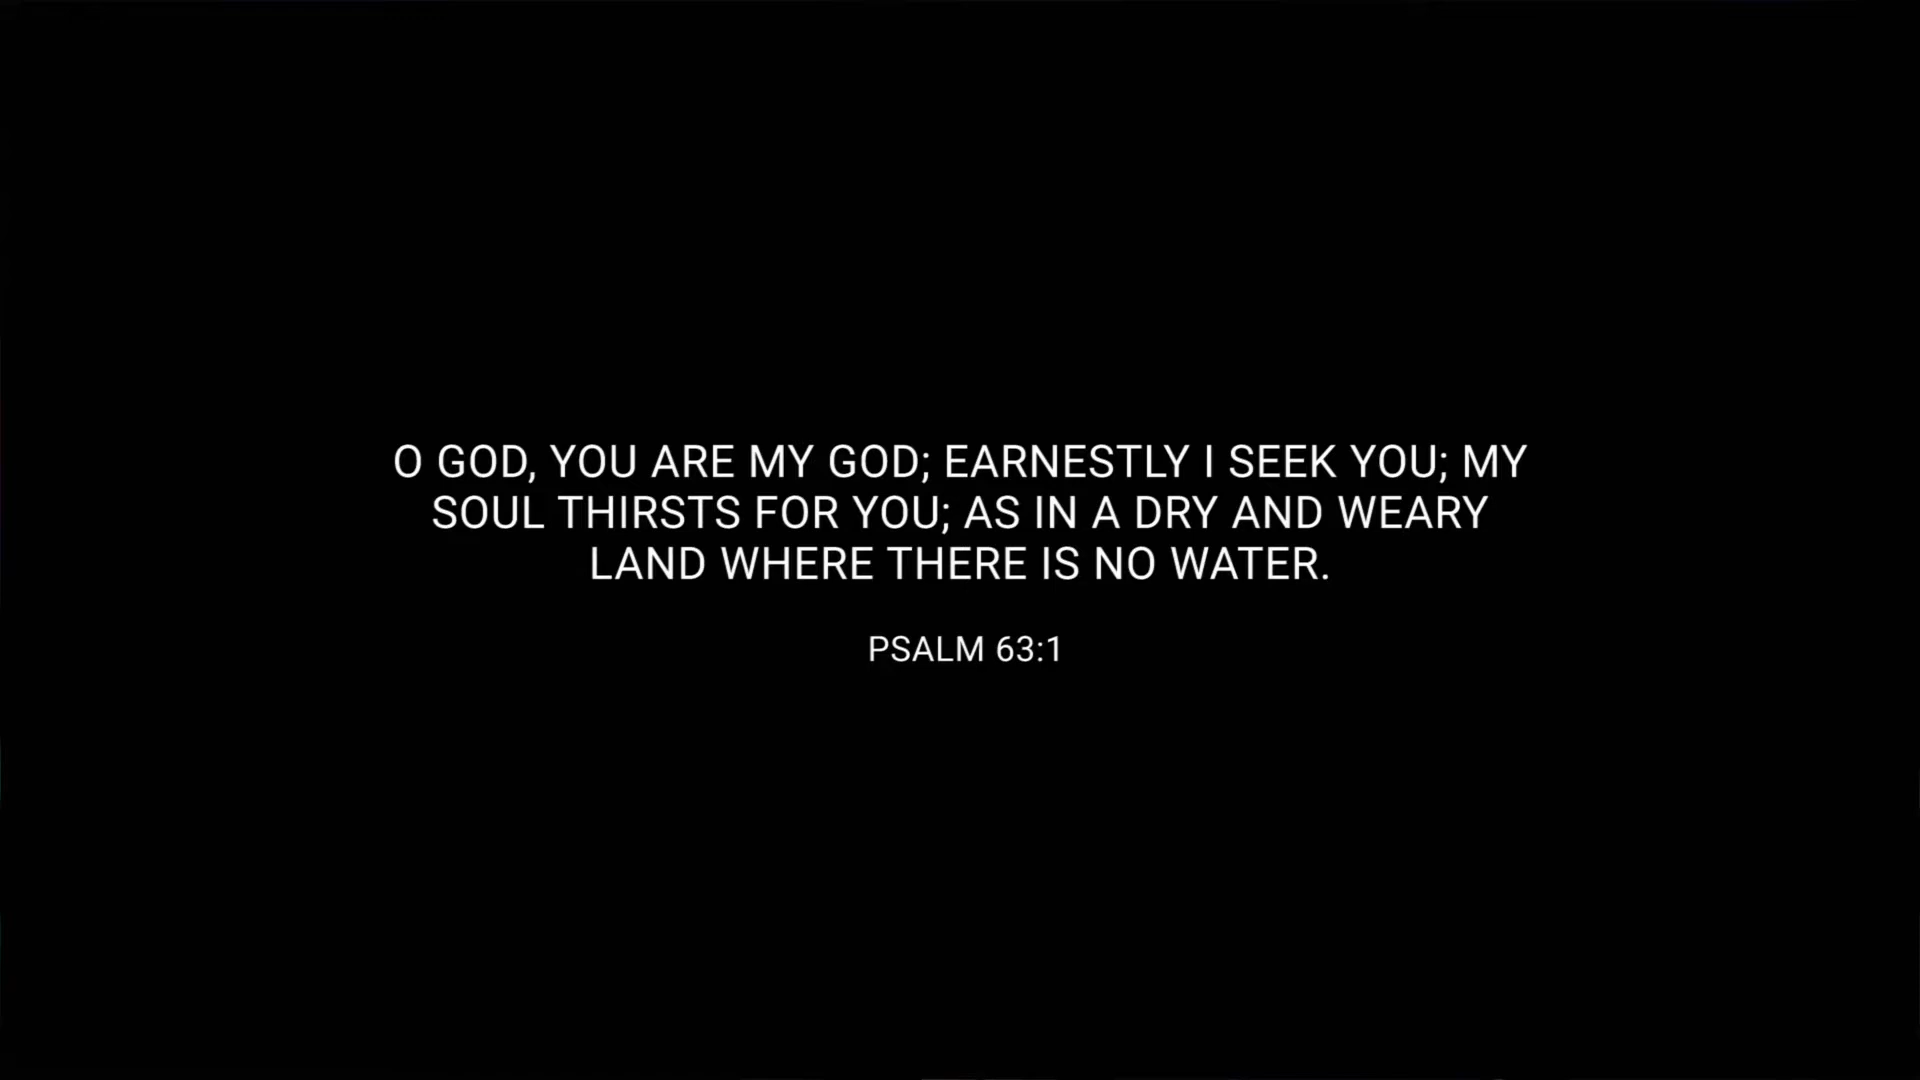 O GOD, YOU ARE MY GOD; EARNESTLY I SEEK YOU; MY
SOUL THIRSTS FOR YOU; AS IN A DRY AND WEARY
LAND WHERE THERE IS NO WATER.
PSALM 63:1